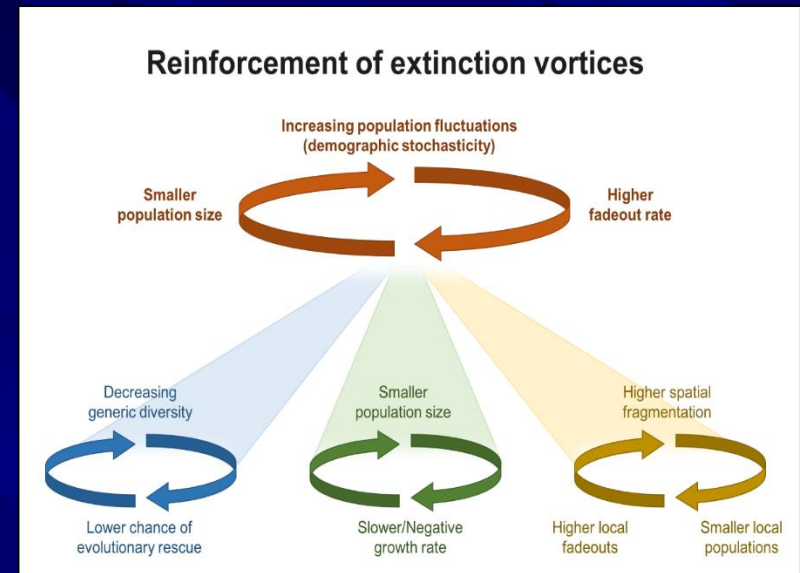 Reinforcement of extinction vortices
Increasing population fluctuations
(demographic stochasticity)
Smaller
population size
Higher
fadeout rate
Decreasing
generic diversity
Lower chance of
evolutionary rescue
Smaller
population size
Slower/Negative
growth rate
Higher spatial
fragmentation
Higher local
fadeouts
Smaller local
populations